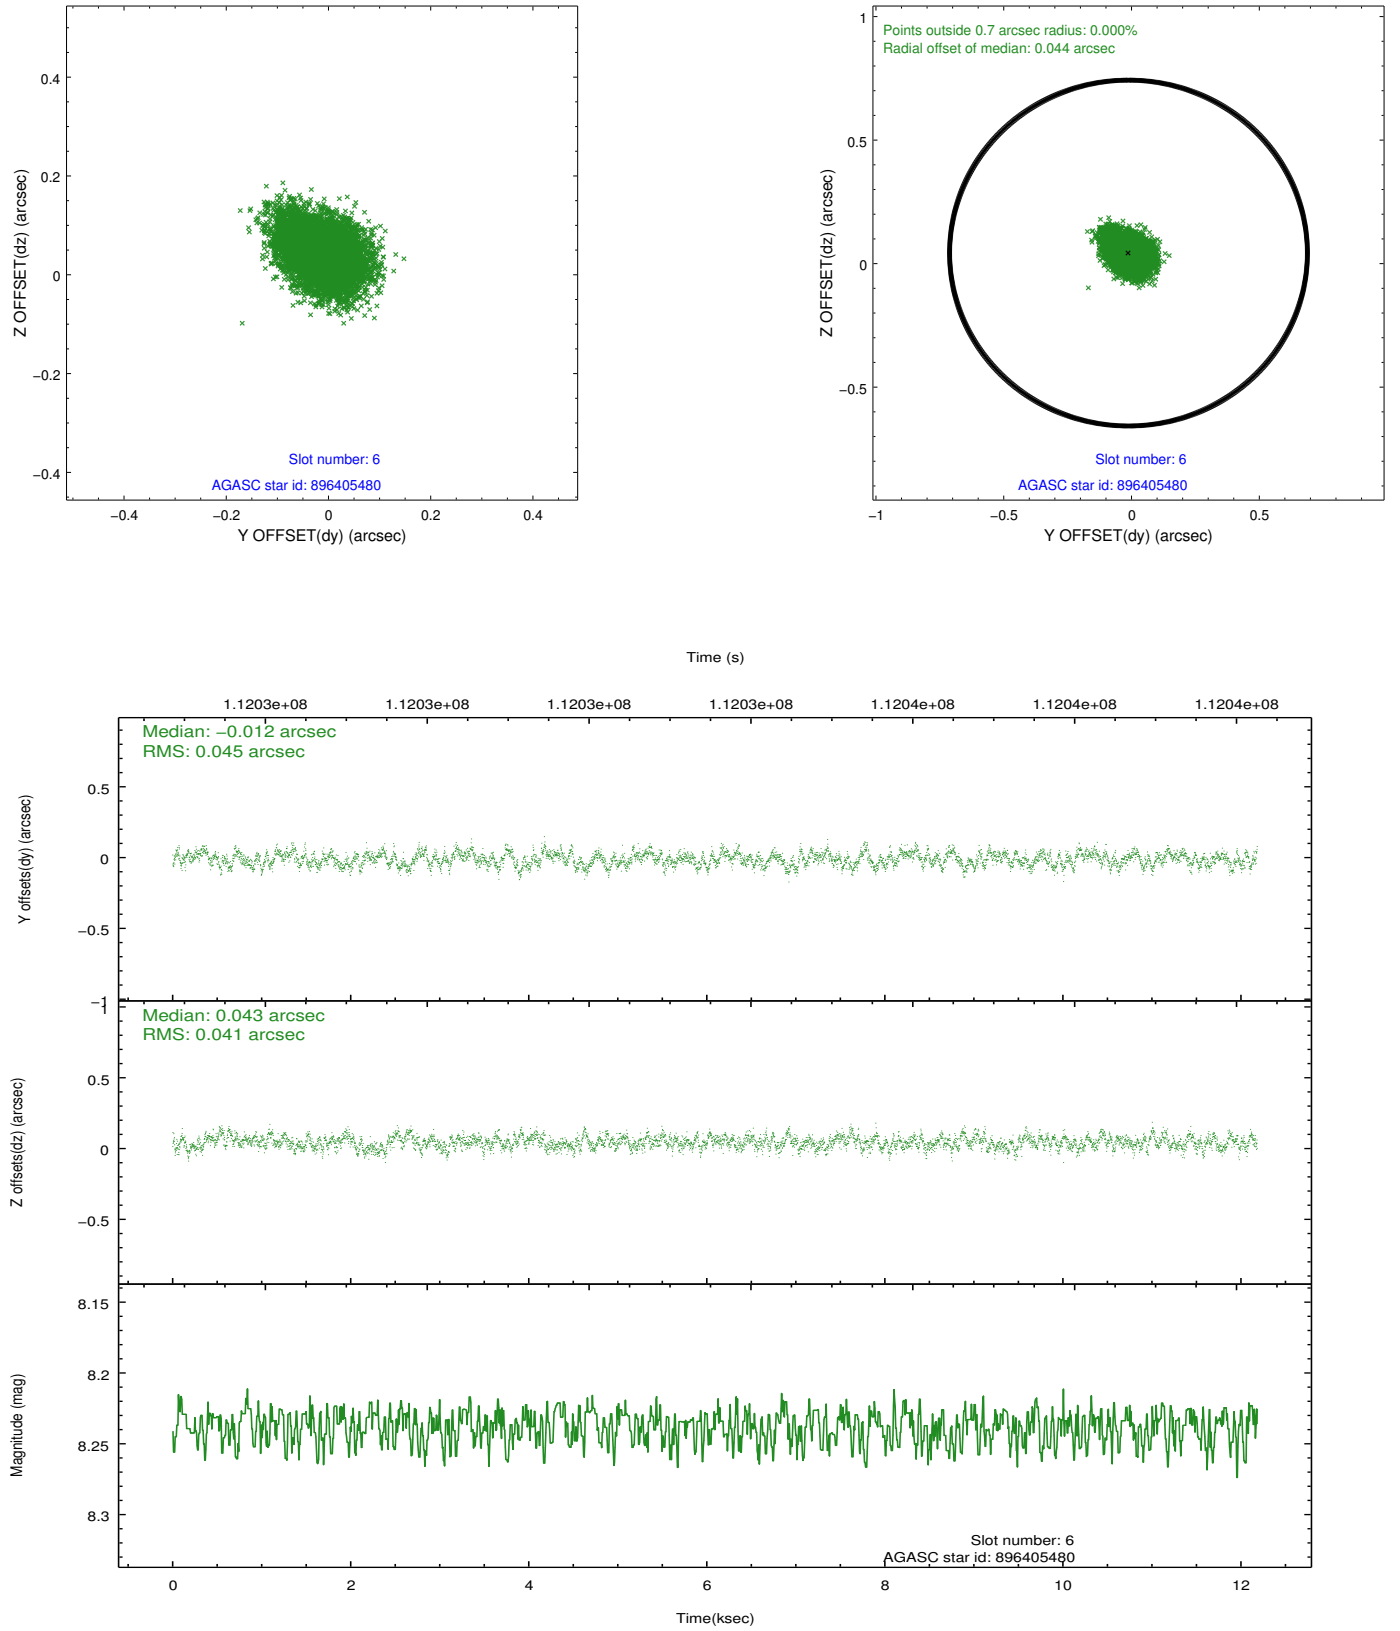 0.4
0.2
0
−0.2
−0.4
Z OFFSET(dz) (arcsec)
Slot number: 6
AGASC star id: 896405480
−0.4
−0.2
0
0.2
0.4
Y OFFSET(dy) (arcsec)
1
0.5
0
−0.5
Z OFFSET(dz) (arcsec)
Points outside 0.7 arcsec radius: 0.000%
Radial offset of median: 0.044 arcsec
Slot number: 6
AGASC star id: 896405480
−1
−0.5
0
0.5
Y OFFSET(dy) (arcsec)
Time (s)
1.1203e+08
1.1203e+08
1.1203e+08
1.1203e+08
1.1204e+08
1.1204e+08
1.1204e+08
Median: −0.012 arcsec
RMS: 0.045 arcsec
0.5
0
−0.5
−1
Y offsets(dy) (arcsec)
Median: 0.043 arcsec
RMS: 0.041 arcsec
1
0.5
0
−0.5
Z offsets(dz) (arcsec)
8.15
8.2
8.25
8.3
Magnitude (mag)
Slot number: 6
AGASC star id: 896405480
0
2
4
6
8
10
12
Time(ksec)